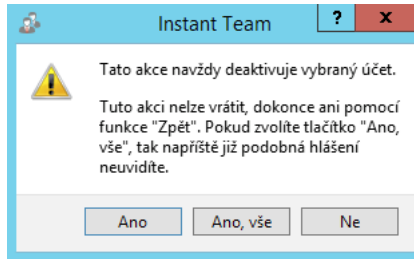 Instant Team
?
x
Tato akce navždy deaktivuje vybraný účet.
Tuto akci nelze vrátit, dokonce ani pomocí
funkce "Zpět". Pokud zvolíte tlačítko "Ano,
vše", tak napříště již podobná hlášení
neuvidíte.
Ano
Ano, vše
Ne